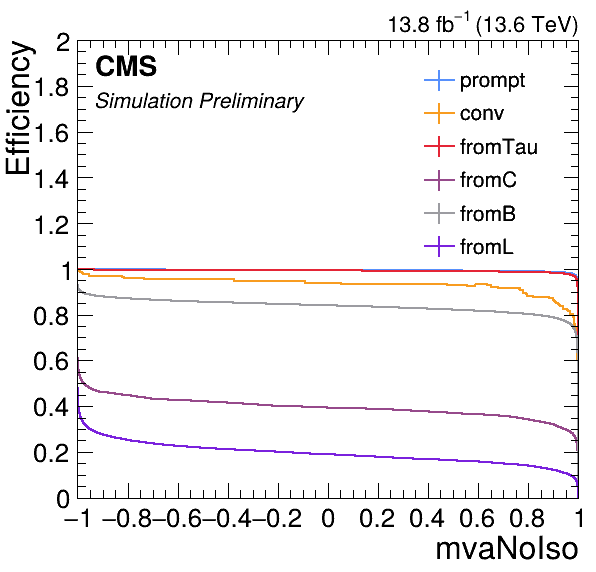 13.8 fb⁻¹ (13.6 TeV)
Efficiency
CMS
Simulation Preliminary
prompt
conv
fromTau
fromC
fromB
fromL
2
1.8
1.6
1.4
1.2
1
0.8
0.6
0.4
0.2
0
−1 −0.8 −0.6 −0.4 −0.2 0 0.2 0.4 0.6 0.8 1
mvaNoIso